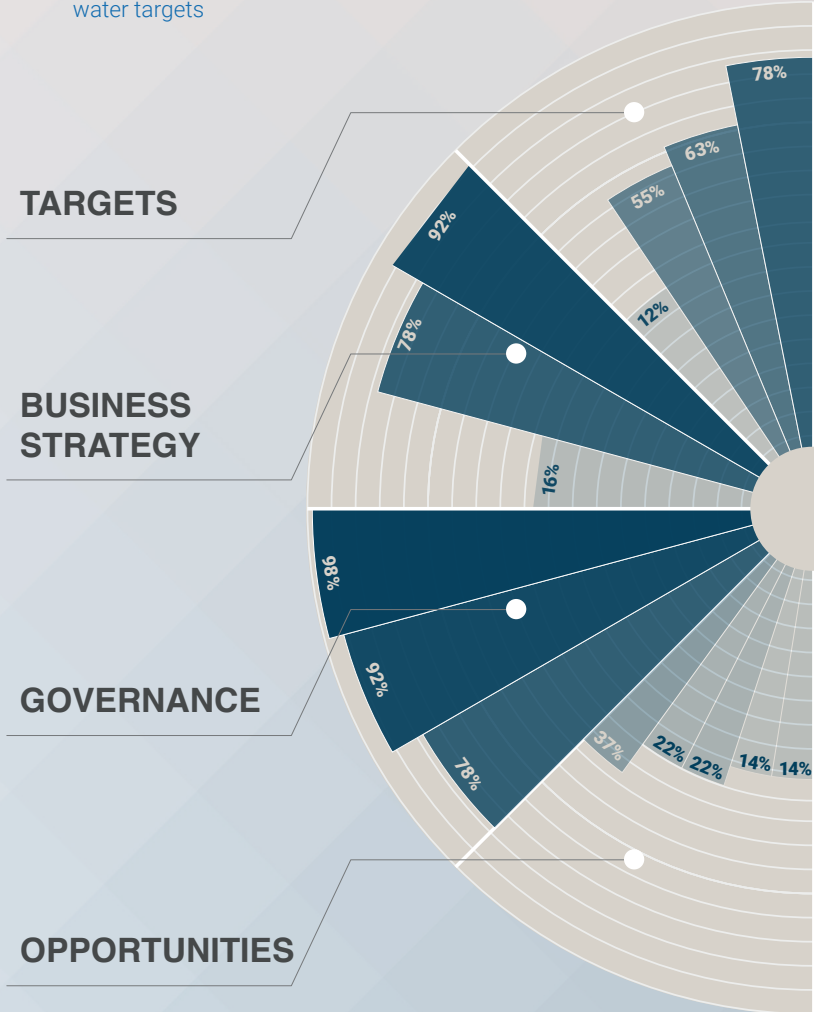 water targets
78%
63%
55%
12%
TARGETS
92%
78%
16%
BUSINESS
STRATEGY
98%
92%
78%
GOVERNANCE
37%
22%
22%
14%
14%
OPPORTUNITIES